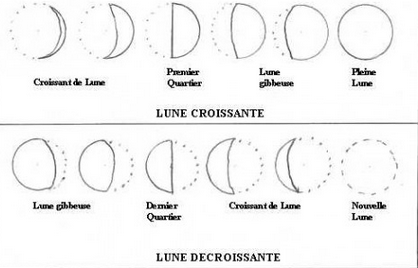 Croissant de Lune
Premier
Quartier
Lune
gibbeuse
Pleine
Lune
LUNE CROISSANTE
Lune gibbeuse
Dernier
Quartier
Croissant de Lune
Nouvelle
Lune
LUNE DECROISSANTE